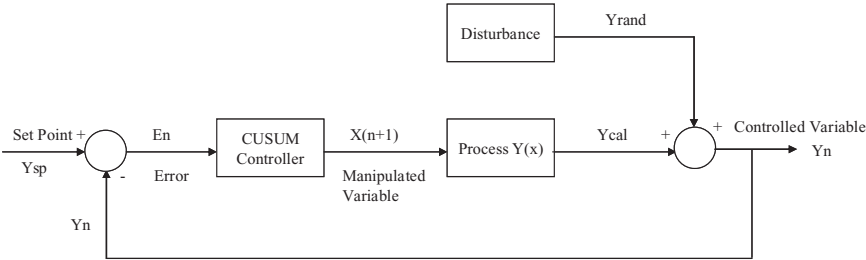 Disturbance
Yrand
Set Point +
Ysp
En
Error
-
CUSUM
Controller
X(n+1)
Manipulated
Variable
Process Y(x)
Ycal
+
+
Controlled Variable
Yn
Yn